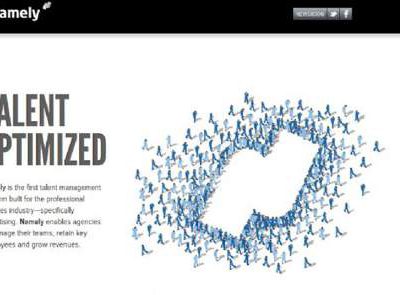 amely
NEWSROOM
ALENT
PTIMIZED
ly is the first talent management
m built for the professional
es industry—specifically
tising. Namely enables agencies
nage their teams, retain key
yees and grow revenues.